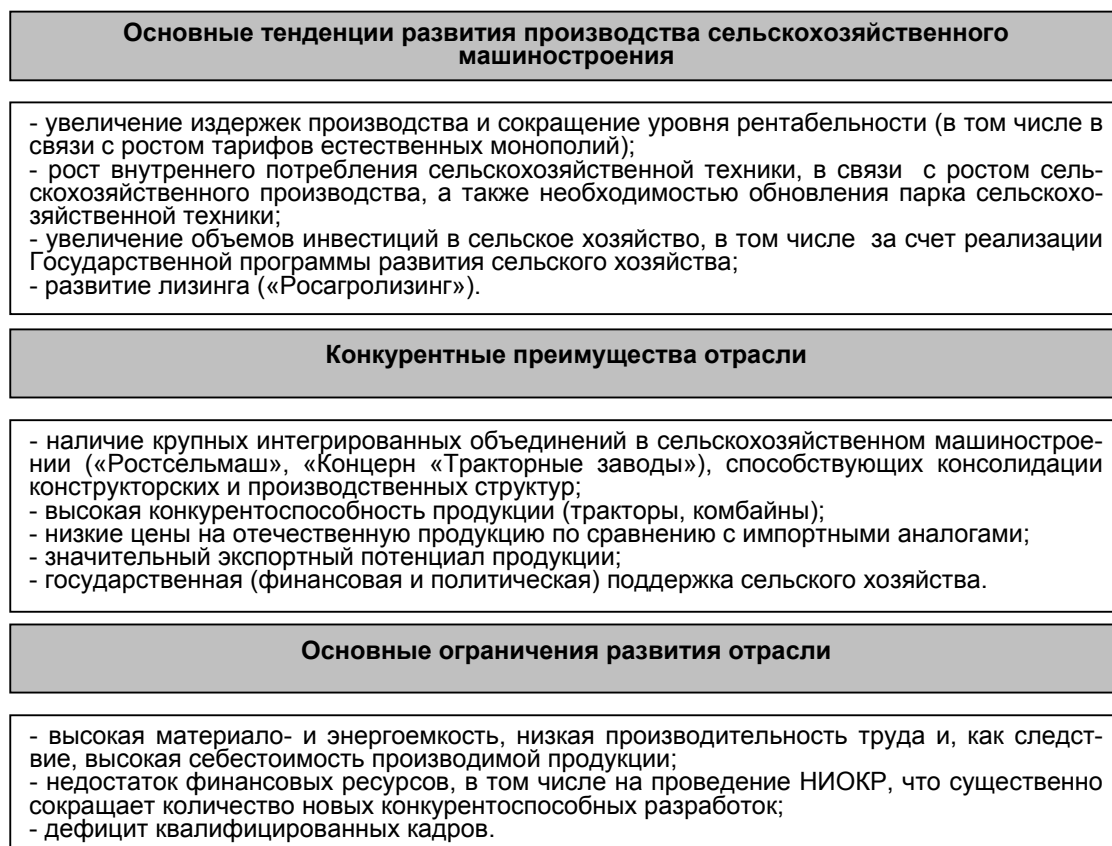 Основные тенденции развития производства сельскохозяйственного
машиностроения
- увеличение издержек производства и сокращение уровня рентабельности (в том числе в
связи с ростом тарифов естественных монополий);
- рост внутреннего потребления сельскохозяйственной техники, в связи с ростом сель-
скохозяйственного производства, а также необходимостью обновления парка сельскохо-
зяйственной техники;
- увеличение объемов инвестиций в сельское хозяйство, в том числе за счет реализации
Государственной программы развития сельского хозяйства;
- развитие лизинга («Росагролизинг»).
Конкурентные преимущества отрасли
- наличие крупных интегрированных объединений в сельскохозяйственном машинострое-
нии («Ростсельмаш», «Концерн «Тракторные заводы»), способствующих консолидации
конструкторских и производственных структур;
- высокая конкурентоспособность продукции (тракторы, комбайны);
- низкие цены на отечественную продукцию по сравнению с импортными аналогами;
- значительный экспортный потенциал продукции;
- государственная (финансовая и политическая) поддержка сельского хозяйства.
Основные ограничения развития отрасли
- высокая материало- и энергоемкость, низкая производительность труда и, как следст-
вие, высокая себестоимость производимой продукции;
- недостаток финансовых ресурсов, в том числе на проведение НИОКР, что существенно
сокращает количество новых конкурентоспособных разработок;
- дефицит квалифицированных кадров.